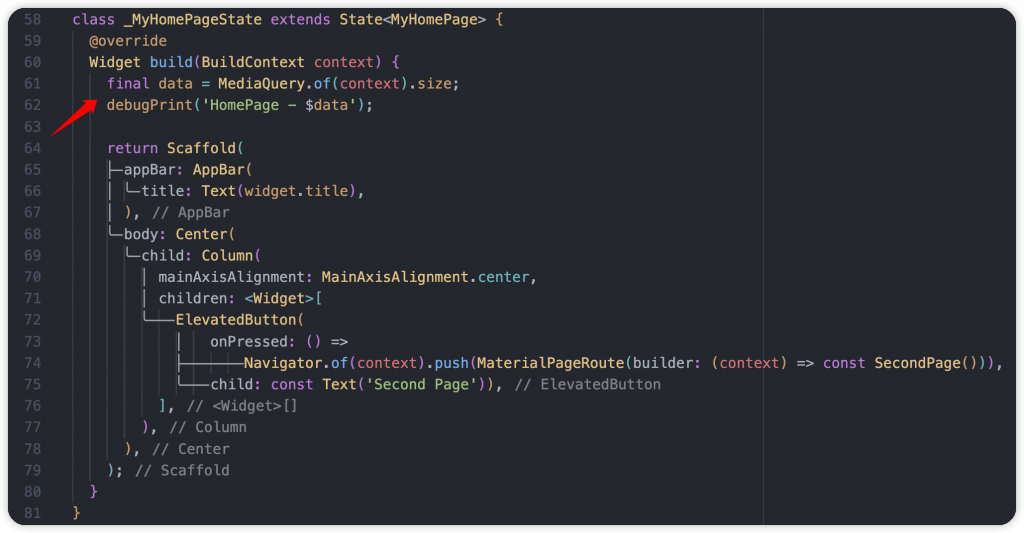 58 class _MyHomePageState extends State<MyHomePage> {
59   @override
60   Widget build(BuildContext context) {
61     final data = MediaQuery.of(context).size;
62     debugPrint('HomePage - $data');
63
64     return Scaffold(
65       appBar: AppBar(
66         title: Text(widget.title),
67       ), // AppBar
68       body: Center(
69         child: Column(
70           mainAxisAlignment: MainAxisAlignment.center,
71           children: <Widget>[
72             ElevatedButton(
73                 onPressed: () =>
74                     Navigator.of(context).push(MaterialPageRoute(builder: (context) => const SecondPage())),
75                 child: const Text('Second Page')), // ElevatedButton
76           ], // <Widget>[]
77         ), // Column
78       ), // Center
79     ); // Scaffold
80   }
81 }